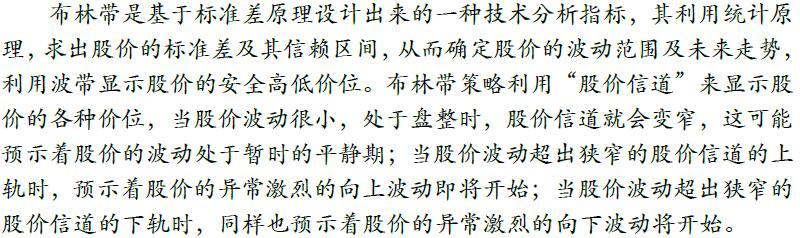 布林带是基于标准差原理设计出来的一种技术分析指标，其利用统计原
理，求出股价的标准差及其信赖区间，从而确定股价的波动范围及未来走势，
利用波带显示股价的安全高低价位。布林带策略利用“股价信道”来显示股
价的各种价位，当股价波动很小，处于盘整时，股价信道就会变窄，这可能
预示着股价的波动处于暂时的平静期；当股价波动超出狭窄的股价信道的上
轨时，预示着股价的异常激烈的向上波动即将开始；当股价波动超出狭窄的
股价信道的下轨时，同样也预示着股价的异常激烈的向下波动将开始。